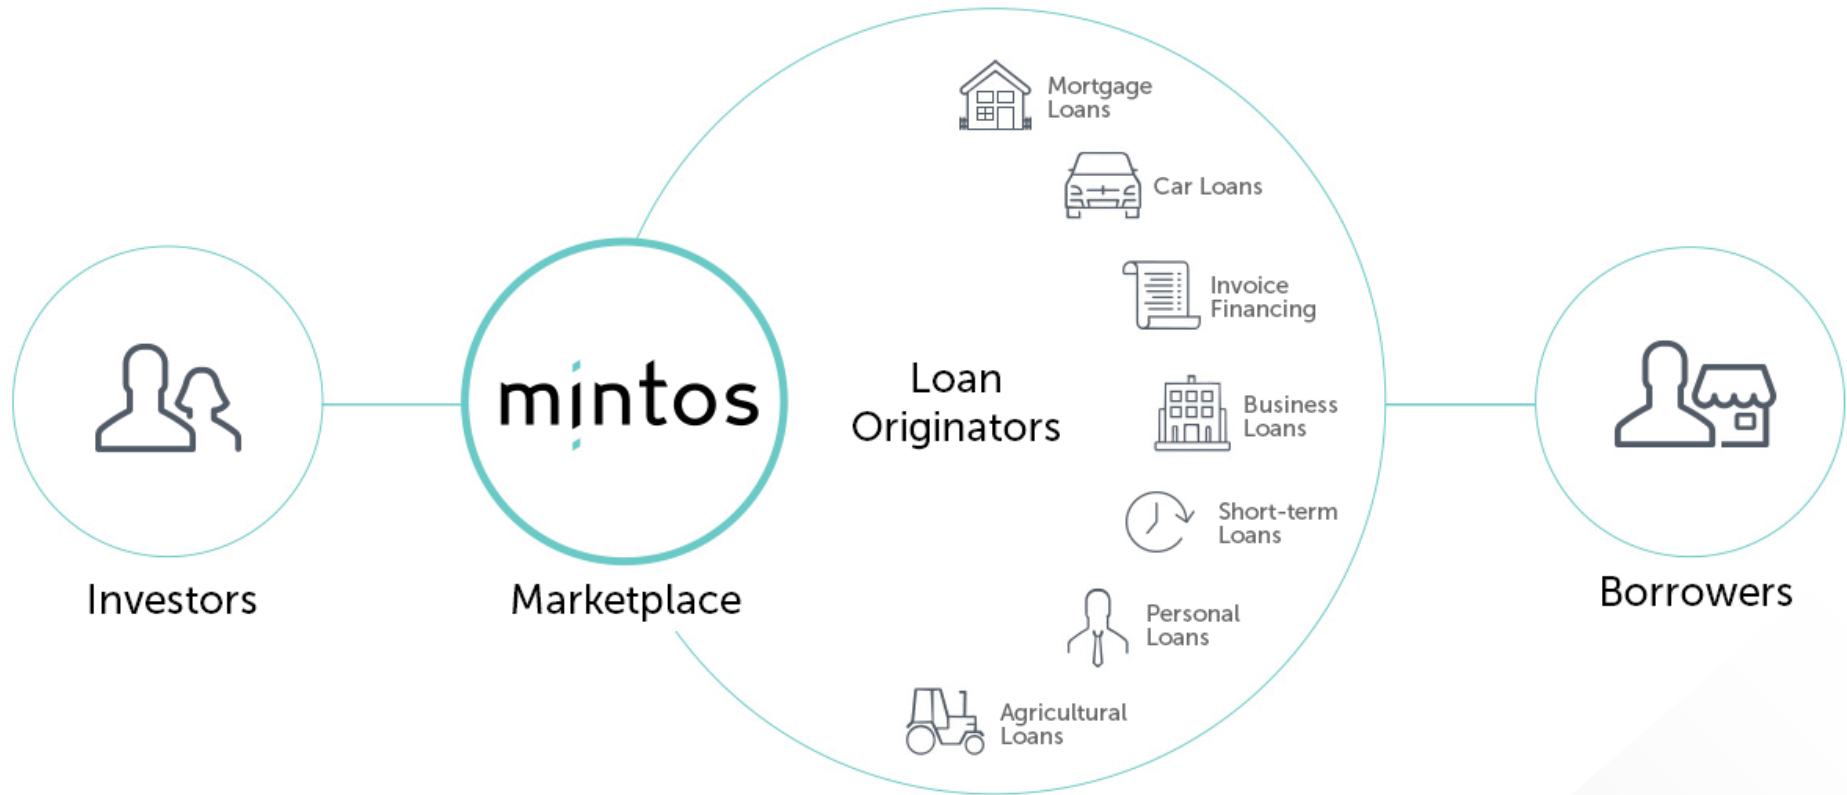 Mortgage
Loans
Car Loans
Invoice
Financing
mintos
Loan
Originators
Business
Loans
Short-term
Loans
Personal
Loans
Agricultural
Loans
Investors
Marketplace
Borrowers